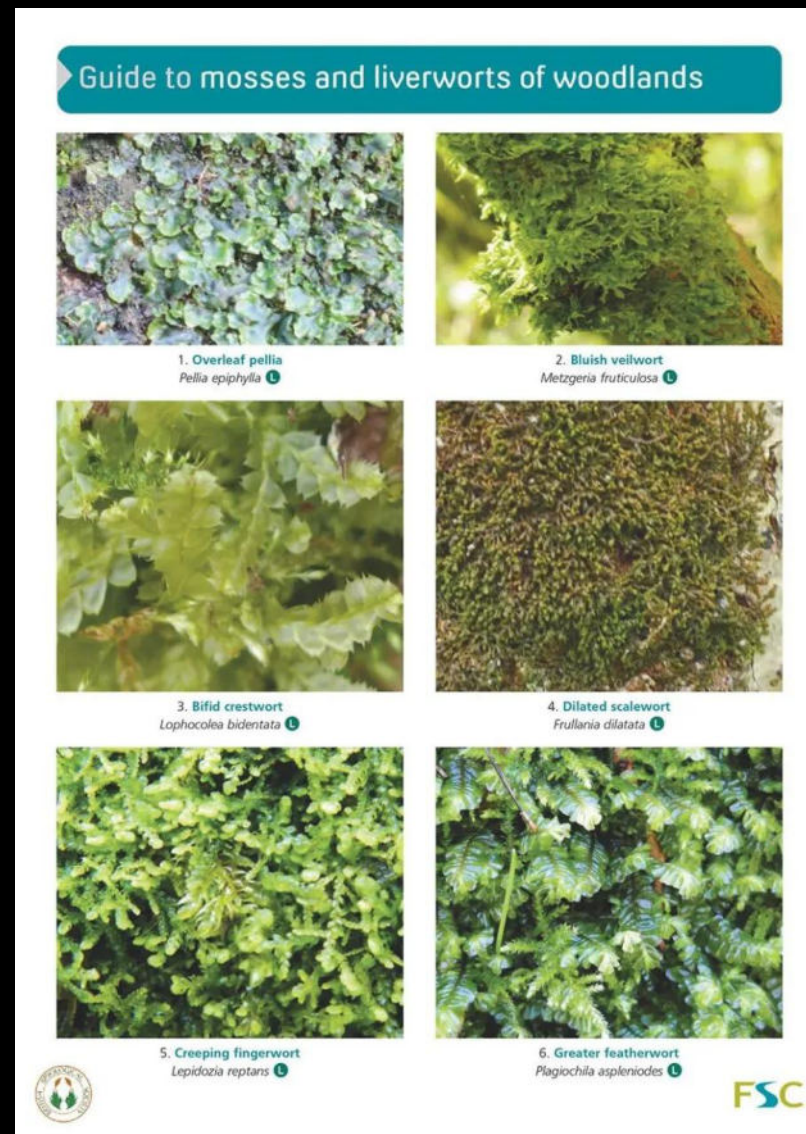 Guide to mosses and liverworts of woodlands
1. Overleaf pellia
Pellia epiphylla L
2. Bluish veilwort
Metzgeria fruticulosa L
3. Bifid crestwort
Lophocolea bidentata L
4. Dilated scalewort
Frullania dilatata L
5. Creeping fingerwort
Lepidozia reptans L
6. Greater featherwort
Plagiochila aspleniodes L
FSC